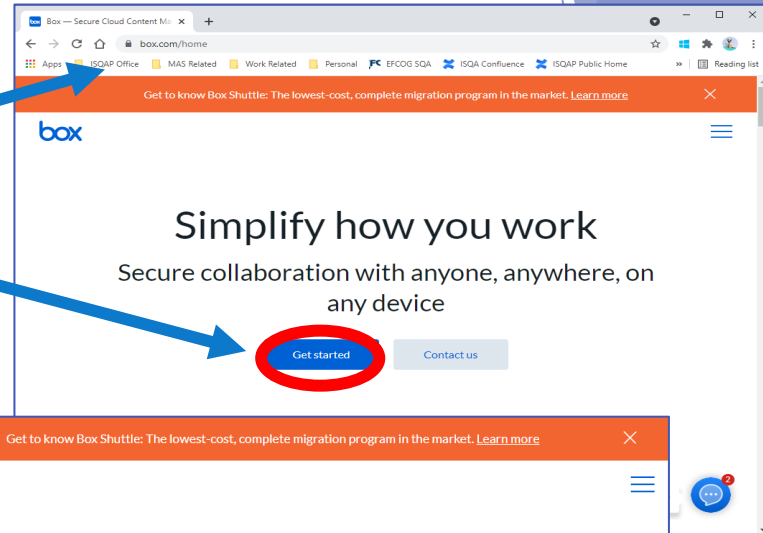 box Box — Secure Cloud Content Ma
box.com/home
Apps ISQAP Office MAS Related Work Related Personal FC EFCOG SQA ISQA Confluence ISQAP Public Home » Reading list
Get to know Box Shuttle: The lowest-cost, complete migration program in the market. Learn more
box
Simplify how you work
Secure collaboration with anyone, anywhere, on
any device
Get started Contact us
Get to know Box Shuttle: The lowest-cost, complete migration program in the market. Learn more
2